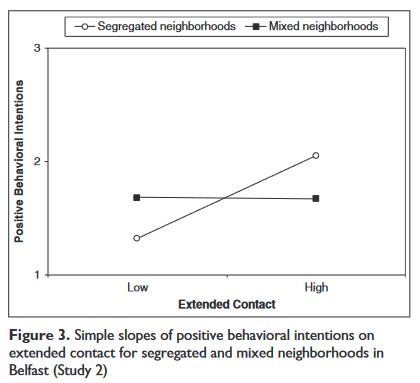 Segregated neighborhoods Mixed neighborhoods
3
2
1
Positive Behavioral Intentions
Low High
Extended Contact
Figure 3. Simple slopes of positive behavioral intentions on
extended contact for segregated and mixed neighborhoods in
Belfast (Study 2)